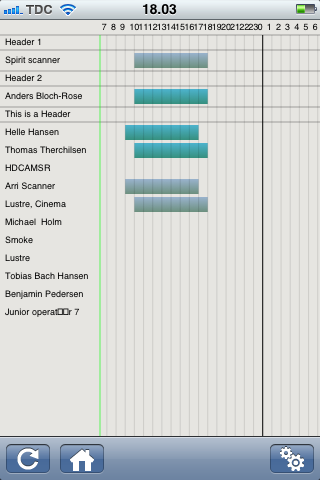 TDC 18.03
7 8 9 10 11 12 13 14 15 16 17 18 19 20 21 22 23 0 1 2 3 4 5 6
Header 1
Spirit scanner
Header 2
Anders Bloch-Rose
This is a Header
Helle Hansen
Thomas Therchilsen
HDCAMSR
Arri Scanner
Lustre, Cinema
Michael Holm
Smoke
Lustre
Tobias Bach Hansen
Benjamin Pedersen
Junior operat□□r 7